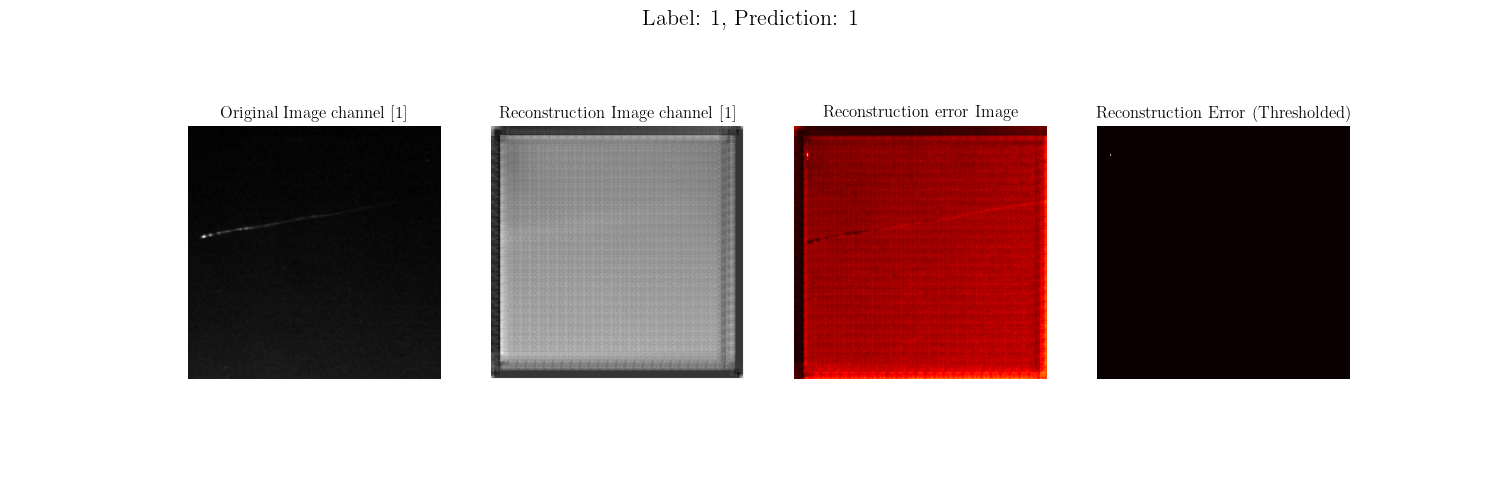 Label: 1, Prediction: 1
Original Image channel [1]
Reconstruction Image channel [1]
Reconstruction error Image
Reconstruction Error (Thresholded)